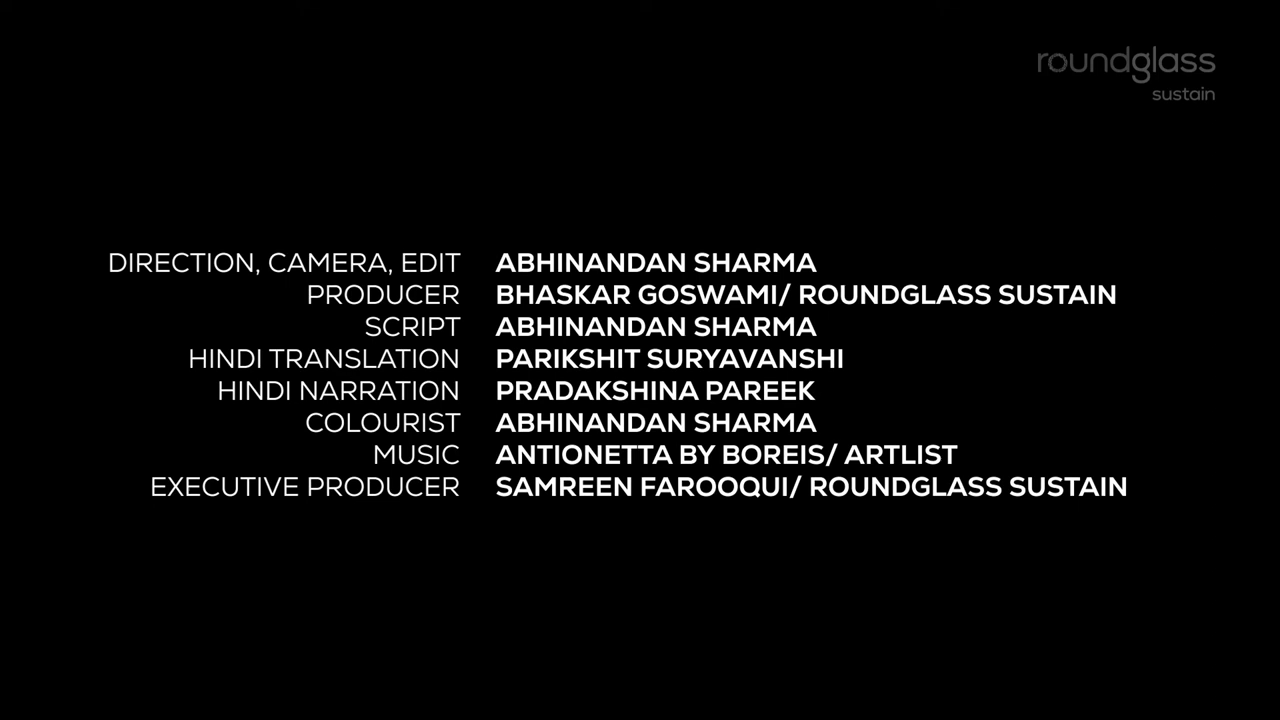 roundglass
sustain
DIRECTION, CAMERA, EDIT ABHINANDAN SHARMA
PRODUCER BHASKAR GOSWAMI/ ROUNDGLASS SUSTAIN
SCRIPT ABHINANDAN SHARMA
HINDI TRANSLATION PARIKSHIT SURYAVANSHI
HINDI NARRATION PRADAKSHINA PAREEK
COLOURIST ABHINANDAN SHARMA
MUSIC ANTIONETTA BY BOREIS/ ARTLIST
EXECUTIVE PRODUCER SAMREEN FAROOQUI/ ROUNDGLASS SUSTAIN